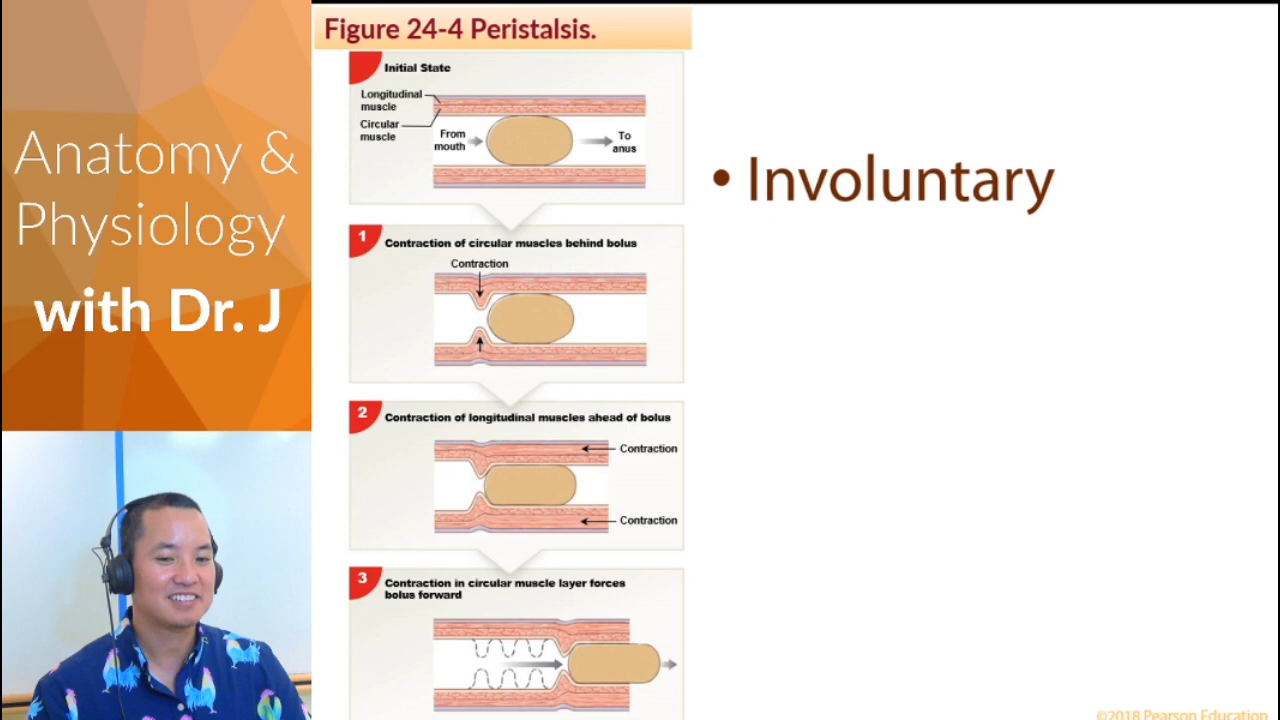 Anatomy &
Physiology
with Dr. J
Figure 24-4 Peristalsis.
Initial State
Longitudinal
muscle
Circular
muscle
From
mouth
To
anus
1
Contraction of circular muscles behind bolus
Contraction
2
Contraction of longitudinal muscles ahead of bolus
Contraction
Contraction
3
Contraction in circular muscle layer forces
bolus forward
• Involuntary
©2018 Pearson Education